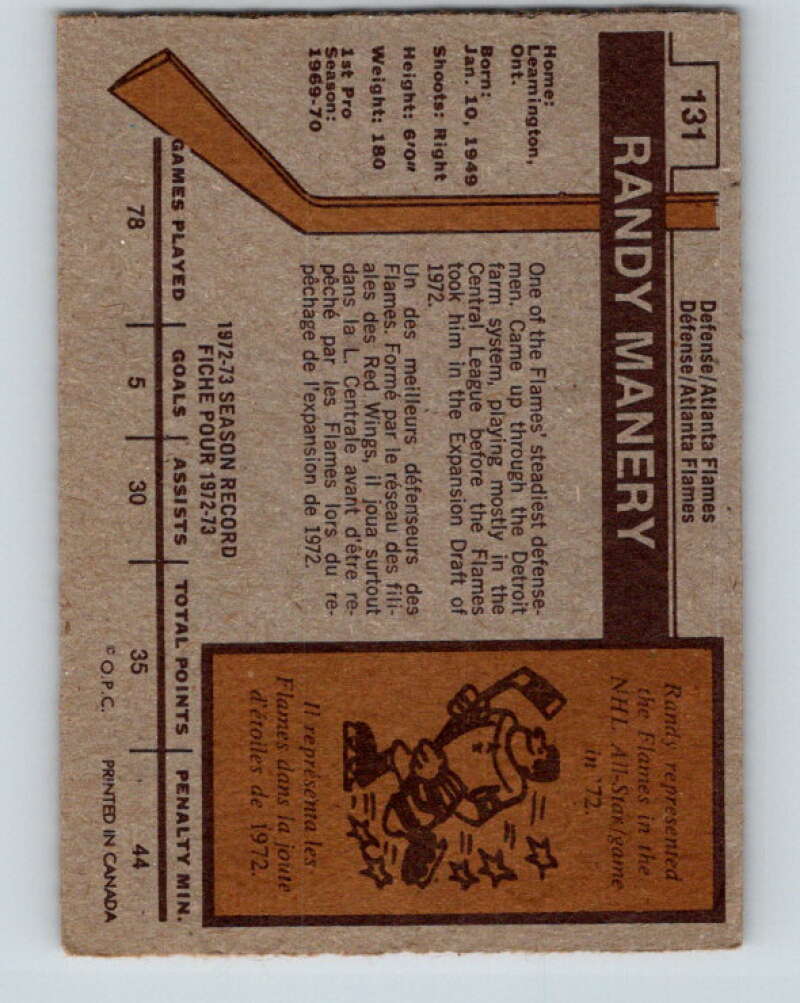 131
Defense/Atlanta Flames
Défense/Atlanta Flames
RANDY MANERY
Home:
Leamington,
Ont.
Born:
Jan. 10, 1949
Shoots: Right
Height: 6'0"
Weight: 180
1st Pro
Season:
1969-70
One of the Flames' steadiest defense-
men. Came up through the Detroit
farm system, playing mostly in the
Central League before the Flames
took him in the Expansion Draft of
1972.
Un des meilleurs défenseurs des
Flames. Formé par le réseau des fili-
ales des Red Wings, il joua surtout
dans la L. Centrale avant d'être re-
pêché par les Flames lors du re-
pêchage de l'expansion de 1972.
Randy represented
the Flames in the
NHL All-Star game
in '72.
Il représenta les
Flames dans la joute
d'étoiles de 1972.
1972-73 SEASON RECORD
FICHE POUR 1972-73
GAMES PLAYED GOALS ASSISTS TOTAL POINTS PENALTY MIN.
78 5 30 35 44
© O.P.C. PRINTED IN CANADA